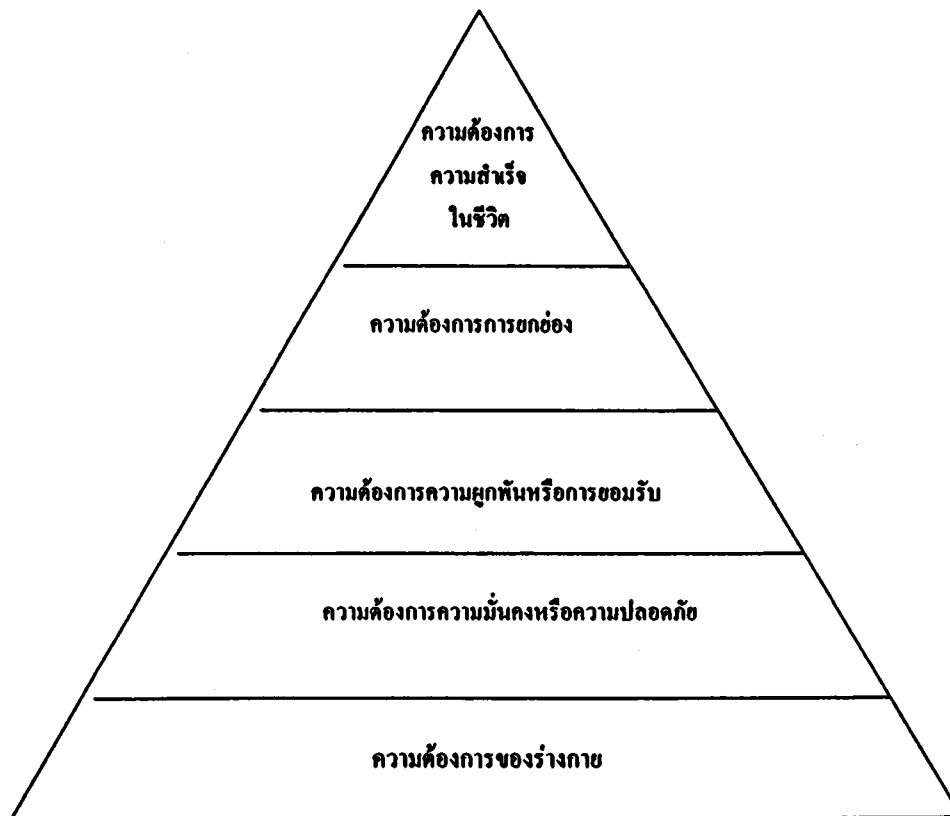 ความต้องการ
ความสำเร็จ
ในชีวิต
ความต้องการการยกย่อง
ความต้องการความผูกพันหรือการยอมรับ
ความต้องการความมั่นคงหรือความปลอดภัย
ความต้องการของร่างกาย